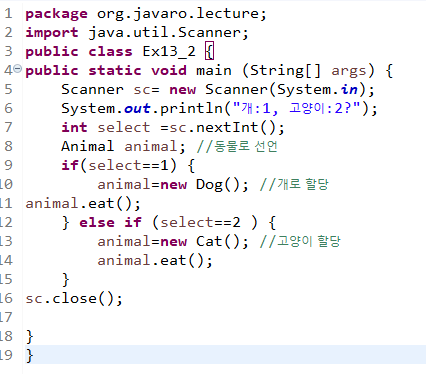 1 package org.javaro.lecture;
2 import java.util.Scanner;
3 public class Ex13_2 {
4 public static void main (String[] args) {
5     Scanner sc= new Scanner(System.in);
6     System.out.println("개:1, 고양이:2?");
7     int select =sc.nextInt();
8     Animal animal; //동물로 선언
9     if(select==1) {
10         animal=new Dog(); //개로 할당
11 animal.eat();
12     } else if (select==2 ) {
13         animal=new Cat(); //고양이 할당
14         animal.eat();
15     }
16 sc.close();
17
18 }
19 }